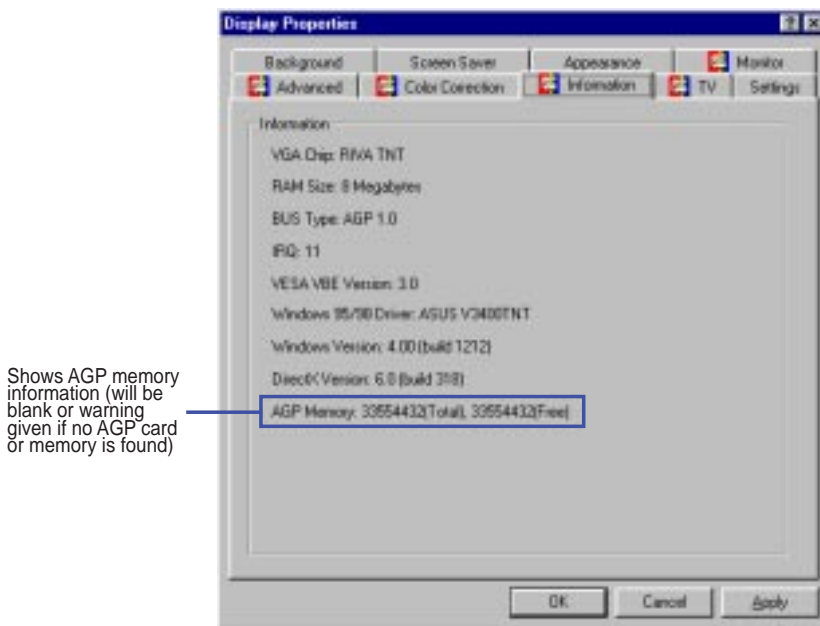 Display Properties
Background Screen Saver Appearance Monitor
Advanced Color Correction Information TV Settings
Information
VGA Chip: RIVA TNT
RAM Size: 8 Megabytes
BUS Type: AGP 1.0
IRQ: 11
VESA VBE Version: 3.0
Windows 95/98 Driver: ASUS V3400TNT
Windows Version: 4.00 (build 1212)
DirectX Version: 6.0 (build 318)
AGP Memory: 33554432(Total), 33554432(Free)
Shows AGP memory
information (will be
blank or warning
given if no AGP card
or memory is found)
OK Cancel Apply